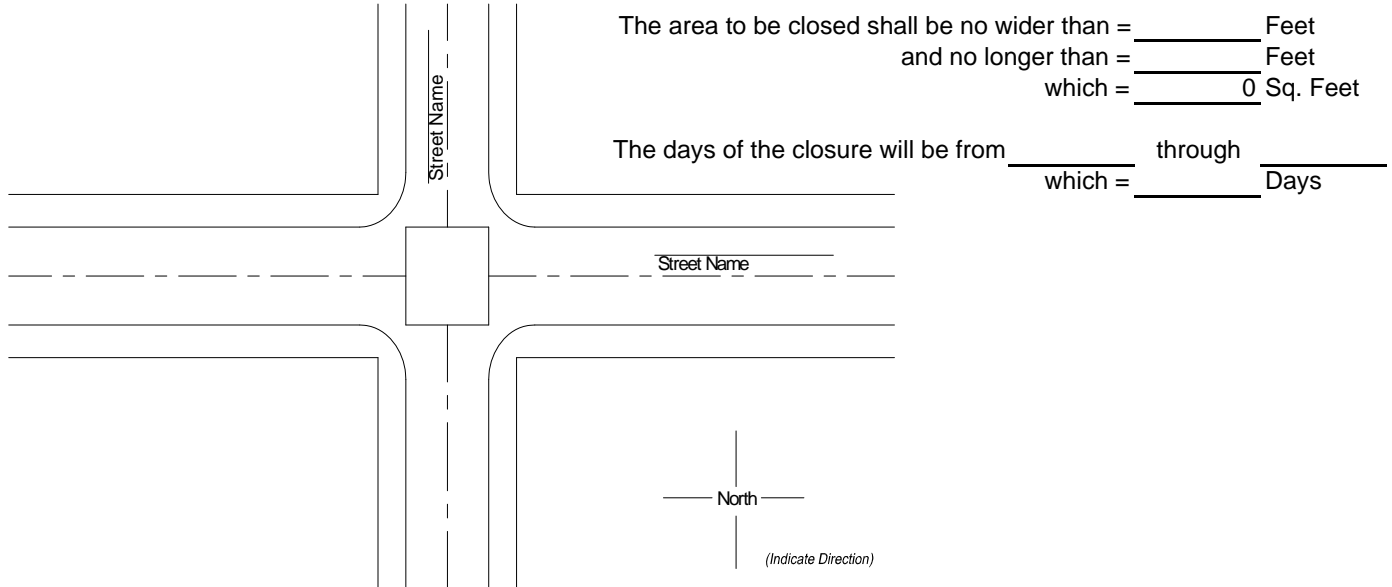 The area to be closed shall be no wider than = Feet
and no longer than = Feet
which = 0 Sq. Feet
The days of the closure will be from through
which = Days
Street Name
Street Name
North
(Indicate Direction)